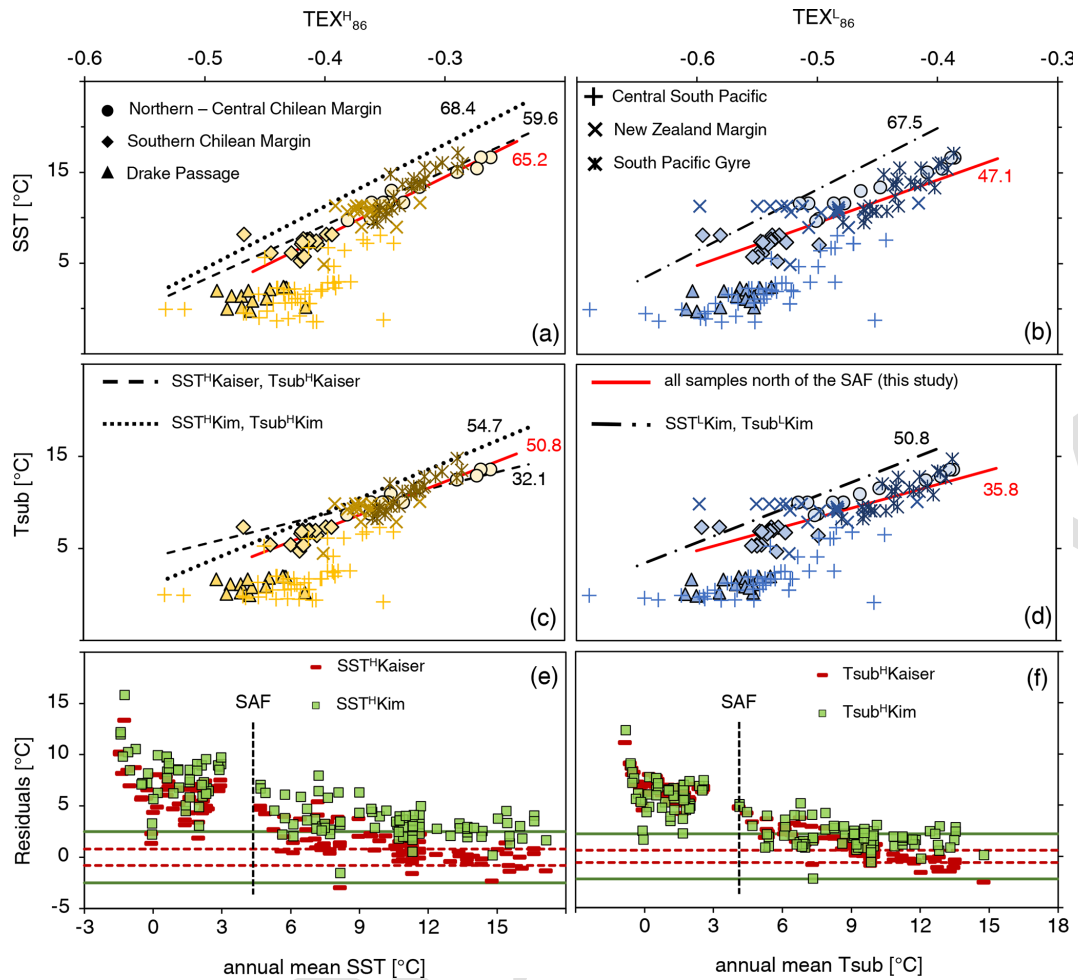 TEXᴴ₈₆ TEXᴸ₈₆
-0.6 -0.5 -0.4 -0.3 -0.6 -0.5 -0.4 -0.3
Northern – Central Chilean Margin
Southern Chilean Margin
Drake Passage
68.4
59.6
65.2
SST [°C]
15
5
(a)
Central South Pacific
New Zealand Margin
South Pacific Gyre
67.5
47.1
(b)
SSTᴴKaiser, TsubᴴKaiser
SSTᴴKim, TsubᴴKim
54.7
50.8
32.1
Tsub [°C]
15
5
(c)
all samples north of the SAF (this study)
SSTᴸKim, TsubᴸKim
50.8
35.8
(d)
SSTᴴKaiser
SSTᴴKim
SAF
(e)
Residuals [°C]
15
10
5
0
-5
-3 0 3 6 9 12 15
annual mean SST [°C]
TsubᴴKaiser
TsubᴴKim
SAF
(f)
-3 0 3 6 9 12 15 18
annual mean Tsub [°C]